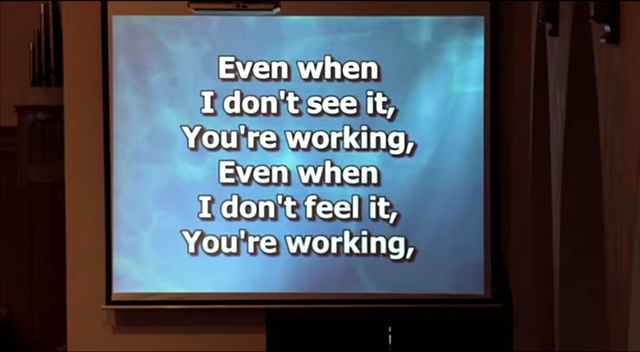 Even when
I don't see it,
You're working,
Even when
I don't feel it,
You're working,